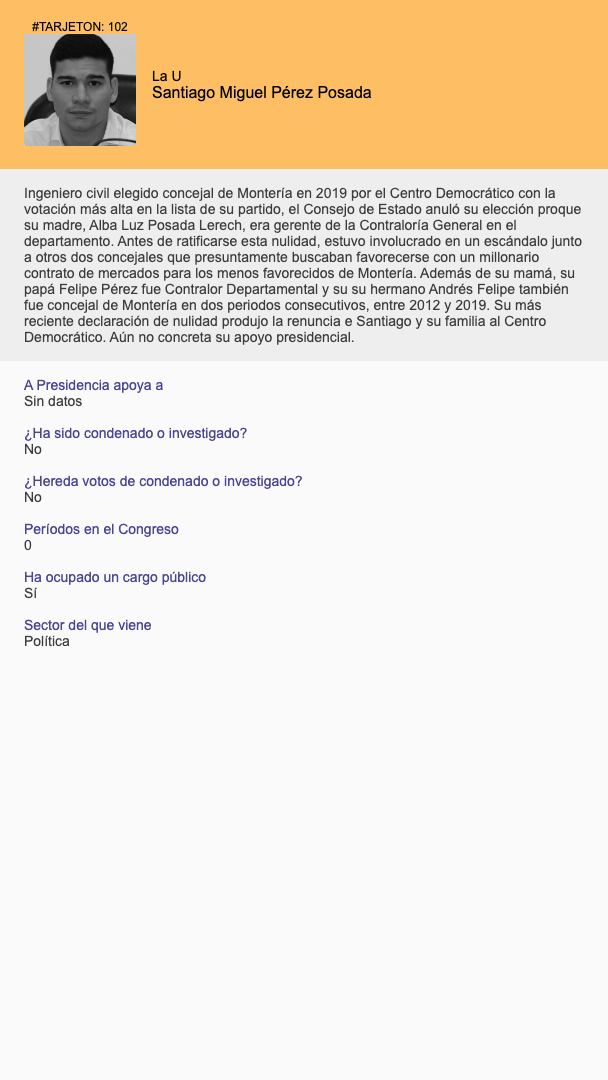 #TARJETON: 102
La U
Santiago Miguel Pérez Posada
Ingeniero civil elegido concejal de Montería en 2019 por el Centro Democrático con la
votación más alta en la lista de su partido, el Consejo de Estado anuló su elección proque
su madre, Alba Luz Posada Lerech, era gerente de la Contraloría General en el
departamento. Antes de ratificarse esta nulidad, estuvo involucrado en un escándalo junto
a otros dos concejales que presuntamente buscaban favorecerse con un millonario
contrato de mercados para los menos favorecidos de Montería. Además de su mamá, su
papá Felipe Pérez fue Contralor Departamental y su su hermano Andrés Felipe también
fue concejal de Montería en dos periodos consecutivos, entre 2012 y 2019. Su más
reciente declaración de nulidad produjo la renuncia e Santiago y su familia al Centro
Democrático. Aún no concreta su apoyo presidencial.
A Presidencia apoya a
Sin datos
¿Ha sido condenado o investigado?
No
¿Hereda votos de condenado o investigado?
No
Períodos en el Congreso
0
Ha ocupado un cargo público
Sí
Sector del que viene
Política